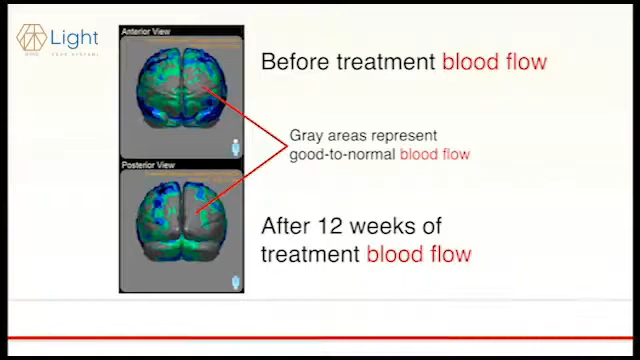 Light
Anterior View
Before treatment blood flow
Gray areas represent
good-to-normal blood flow
Posterior View
After 12 weeks of
treatment blood flow